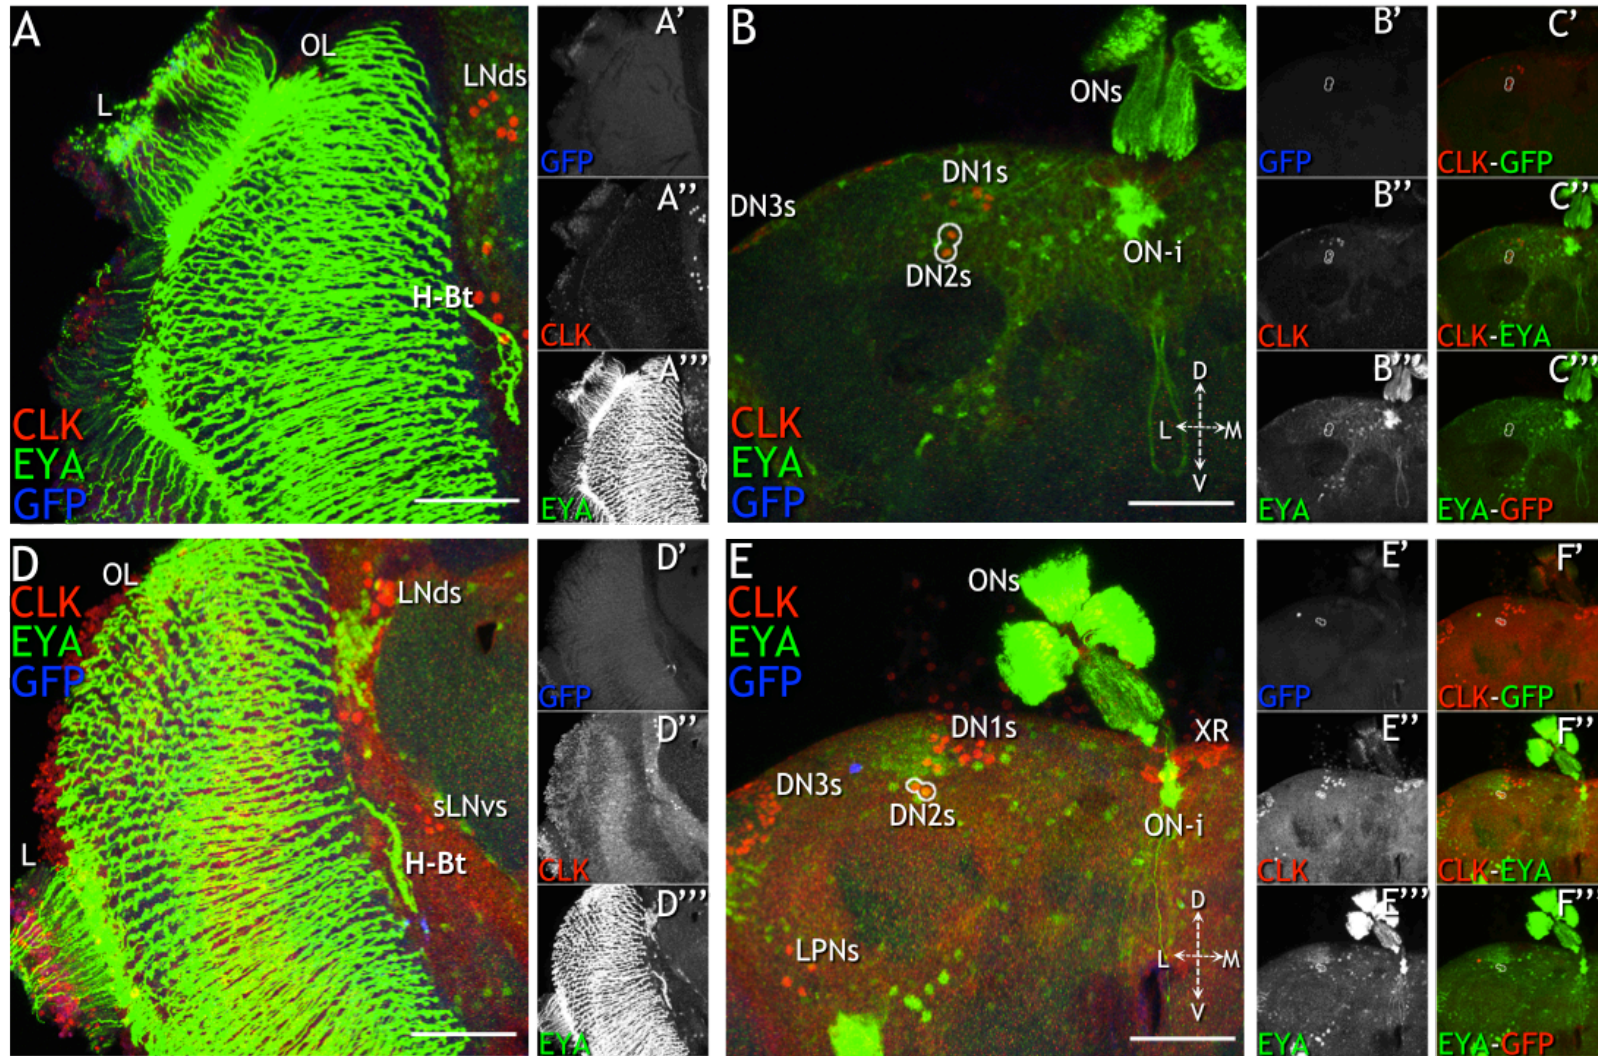 A
OL
L
LNds
H-Bt
CLK
EYA
GFP
A’
GFP
A’’
CLK
A’’’
EYA
B
ONs
DN1s
DN3s
DN2s
ON-i
D
L
M
V
CLK
EYA
GFP
B’
GFP
B’’
CLK
B’’’
EYA
C’
CLK-GFP
C’’
CLK-EYA
C’’’
EYA-GFP
D
CLK
EYA
GFP
OL
LNds
sLNvs
H-Bt
L
D’
GFP
D’’
CLK
D’’’
EYA
E
CLK
EYA
GFP
ONs
DN1s
XR
DN3s
DN2s
ON-i
LPNs
D
L
M
V
E’
GFP
E’’
CLK
E’’’
EYA
F’
CLK-GFP
F’’
CLK-EYA
F’’’
EYA-GFP